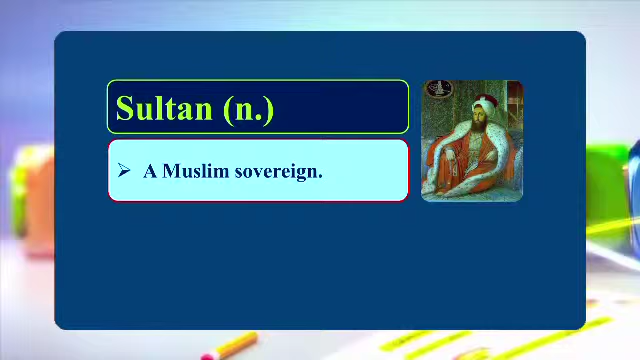 Sultan (n.)
➢ A Muslim sovereign.